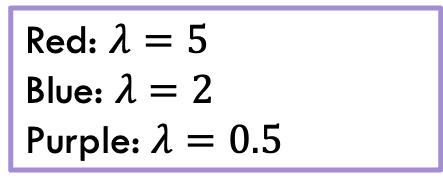 Red: λ = 5
Blue: λ = 2
Purple: λ = 0.5